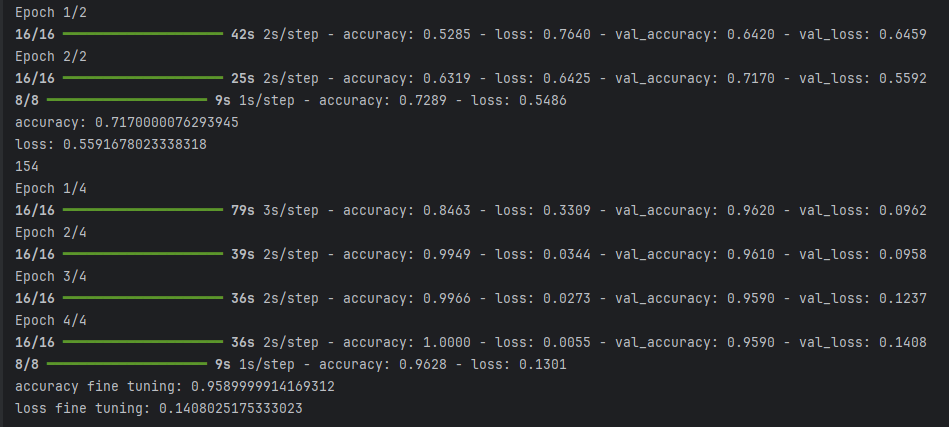 Epoch 1/2
16/16 ━━━━━━━━━━━━━━━━━━━━ 42s 2s/step - accuracy: 0.5285 - loss: 0.7640 - val_accuracy: 0.6420 - val_loss: 0.6459
Epoch 2/2
16/16 ━━━━━━━━━━━━━━━━━━━━ 25s 2s/step - accuracy: 0.6319 - loss: 0.6425 - val_accuracy: 0.7170 - val_loss: 0.5592
8/8 ━━━━━━━━━━━━━━━━━━━━ 9s 1s/step - accuracy: 0.7289 - loss: 0.5486
accuracy: 0.7170000076293945
loss: 0.5591678023338318
154
Epoch 1/4
16/16 ━━━━━━━━━━━━━━━━━━━━ 79s 3s/step - accuracy: 0.8463 - loss: 0.3309 - val_accuracy: 0.9620 - val_loss: 0.0962
Epoch 2/4
16/16 ━━━━━━━━━━━━━━━━━━━━ 39s 2s/step - accuracy: 0.9949 - loss: 0.0344 - val_accuracy: 0.9610 - val_loss: 0.0958
Epoch 3/4
16/16 ━━━━━━━━━━━━━━━━━━━━ 36s 2s/step - accuracy: 0.9966 - loss: 0.0273 - val_accuracy: 0.9590 - val_loss: 0.1237
Epoch 4/4
16/16 ━━━━━━━━━━━━━━━━━━━━ 36s 2s/step - accuracy: 1.0000 - loss: 0.0055 - val_accuracy: 0.9590 - val_loss: 0.1408
8/8 ━━━━━━━━━━━━━━━━━━━━ 9s 1s/step - accuracy: 0.9628 - loss: 0.1301
accuracy fine tuning: 0.9589999914169312
loss fine tuning: 0.1408025175333023